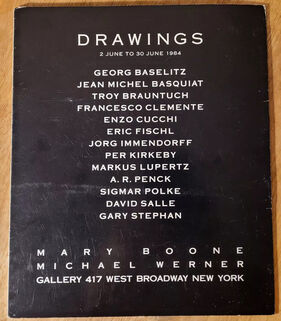 DRAWINGS
2 JUNE TO 30 JUNE 1984
GEORG BASELITZ
JEAN MICHEL BASQUIAT
TROY BRAUNTUCH
FRANCESCO CLEMENTE
ENZO CUCCHI
ERIC FISCHL
JORG IMMENDORFF
PER KIRKEBY
MARKUS LUPERTZ
A. R. PENCK
SIGMAR POLKE
DAVID SALLE
GARY STEPHAN
MARY BOONE
MICHAEL WERNER
GALLERY 417 WEST BROADWAY NEW YORK